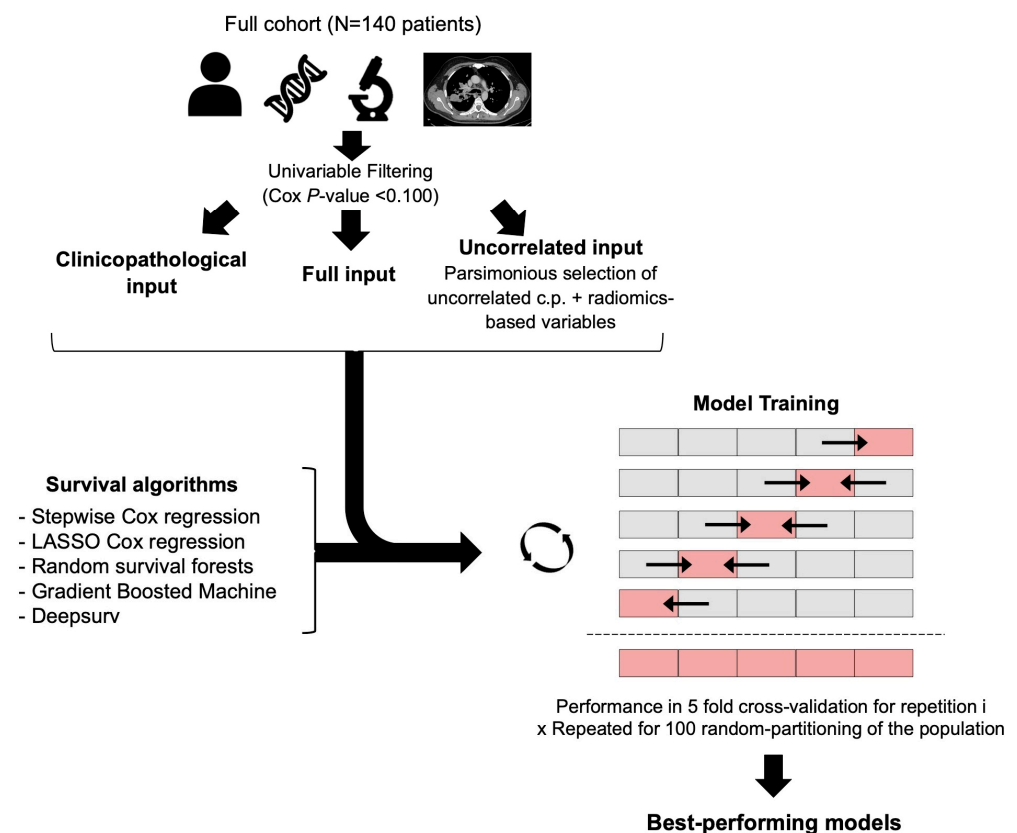 Full cohort (N=140 patients)
Univariable Filtering
(Cox P-value <0.100)
Clinicopathological
input
Full input
Uncorrelated input
Parsimonious selection of
uncorrelated c.p. + radiomics-
based variables
Survival algorithms
- Stepwise Cox regression
- LASSO Cox regression
- Random survival forests
- Gradient Boosted Machine
- Deepsurv
Model Training
Performance in 5 fold cross-validation for repetition i
x Repeated for 100 random-partitioning of the population
Best-performing models